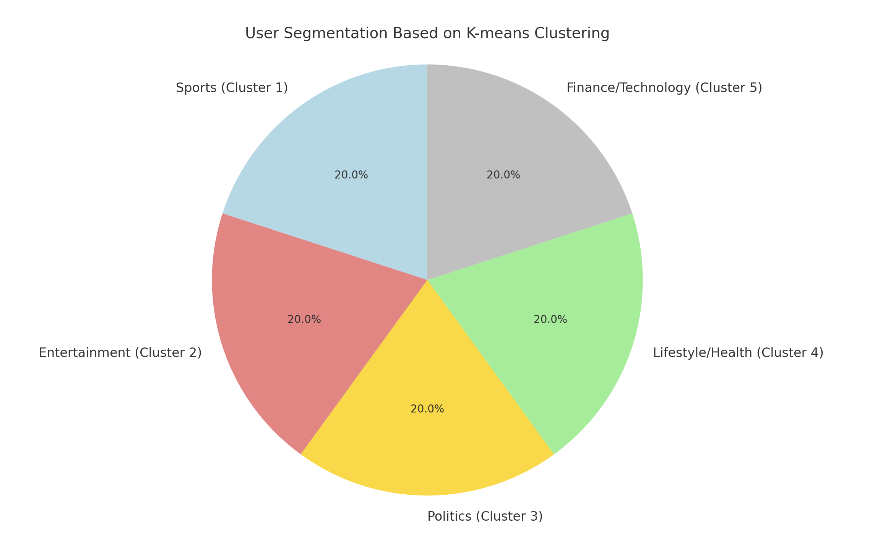 User Segmentation Based on K-means Clustering
Sports (Cluster 1)
Finance/Technology (Cluster 5)
20.0%
20.0%
20.0%
20.0%
Entertainment (Cluster 2)
Lifestyle/Health (Cluster 4)
20.0%
Politics (Cluster 3)